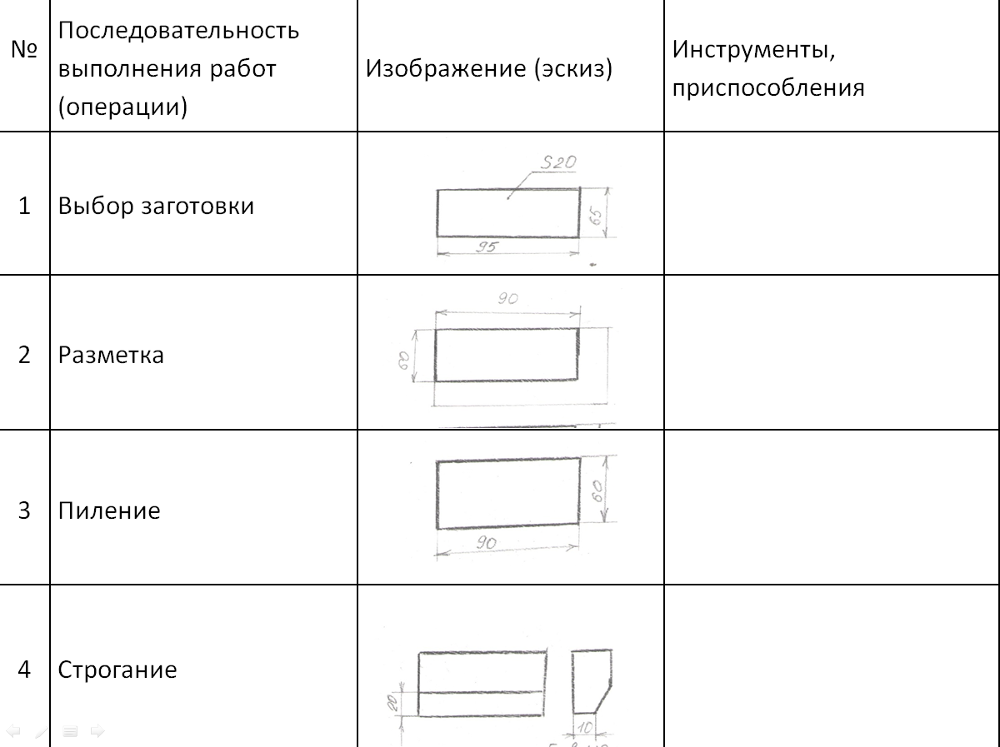 №
Последовательность
выполнения работ
(операции)
Изображение (эскиз)
Инструменты,
приспособления
1
Выбор заготовки
S20
65
95
2
Разметка
90
60
3
Пиление
60
90
4
Строгание
20
10